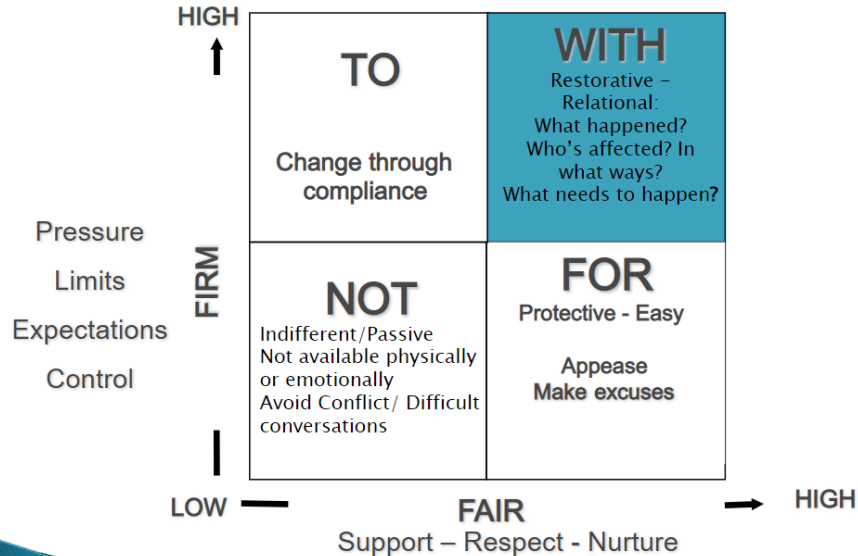 HIGH
TO
Change through
compliance
WITH
Restorative –
Relational:
What happened?
Who's affected? In
what ways?
What needs to happen?
Pressure
Limits
Expectations
Control
FIRM
NOT
Indifferent/Passive
Not available physically
or emotionally
Avoid Conflict/ Difficult
conversations
FOR
Protective - Easy
Appease
Make excuses
LOW
FAIR
HIGH
Support – Respect - Nurture